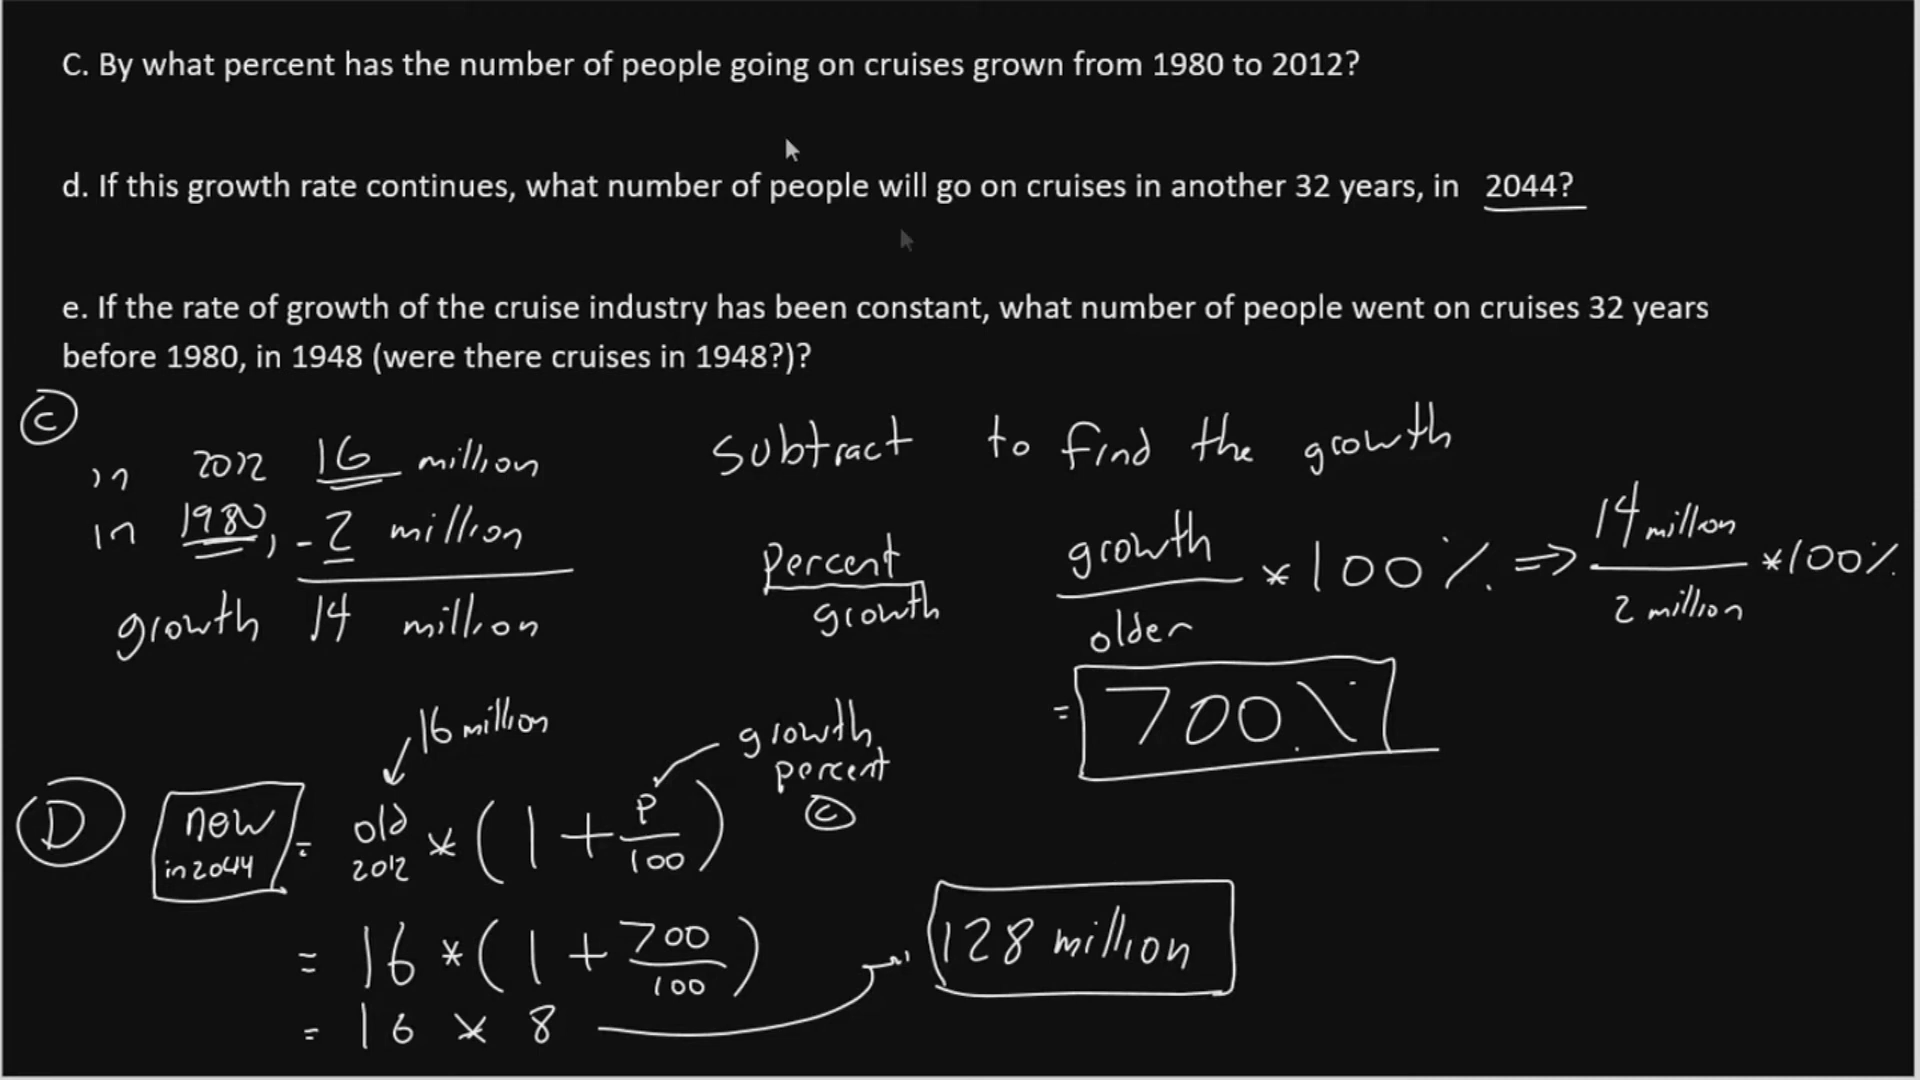 C. By what percent has the number of people going on cruises grown from 1980 to 2012?
d. If this growth rate continues, what number of people will go on cruises in another 32 years, in 2044?
e. If the rate of growth of the cruise industry has been constant, what number of people went on cruises 32 years
before 1980, in 1948 (were there cruises in 1948?)?
C
in 2012 16 million
in 1980, - 2 million
growth 14 million
subtract to find the growth
Percent
growth
growth
older
* 100% => 14 million
2 million
* 100%
= 700%
D
new
in 2044
= old
2012
* (1 + P
100)
16 million
growth
percent
C
= 16 * (1 + 700
100)
= 16 * 8
128 million